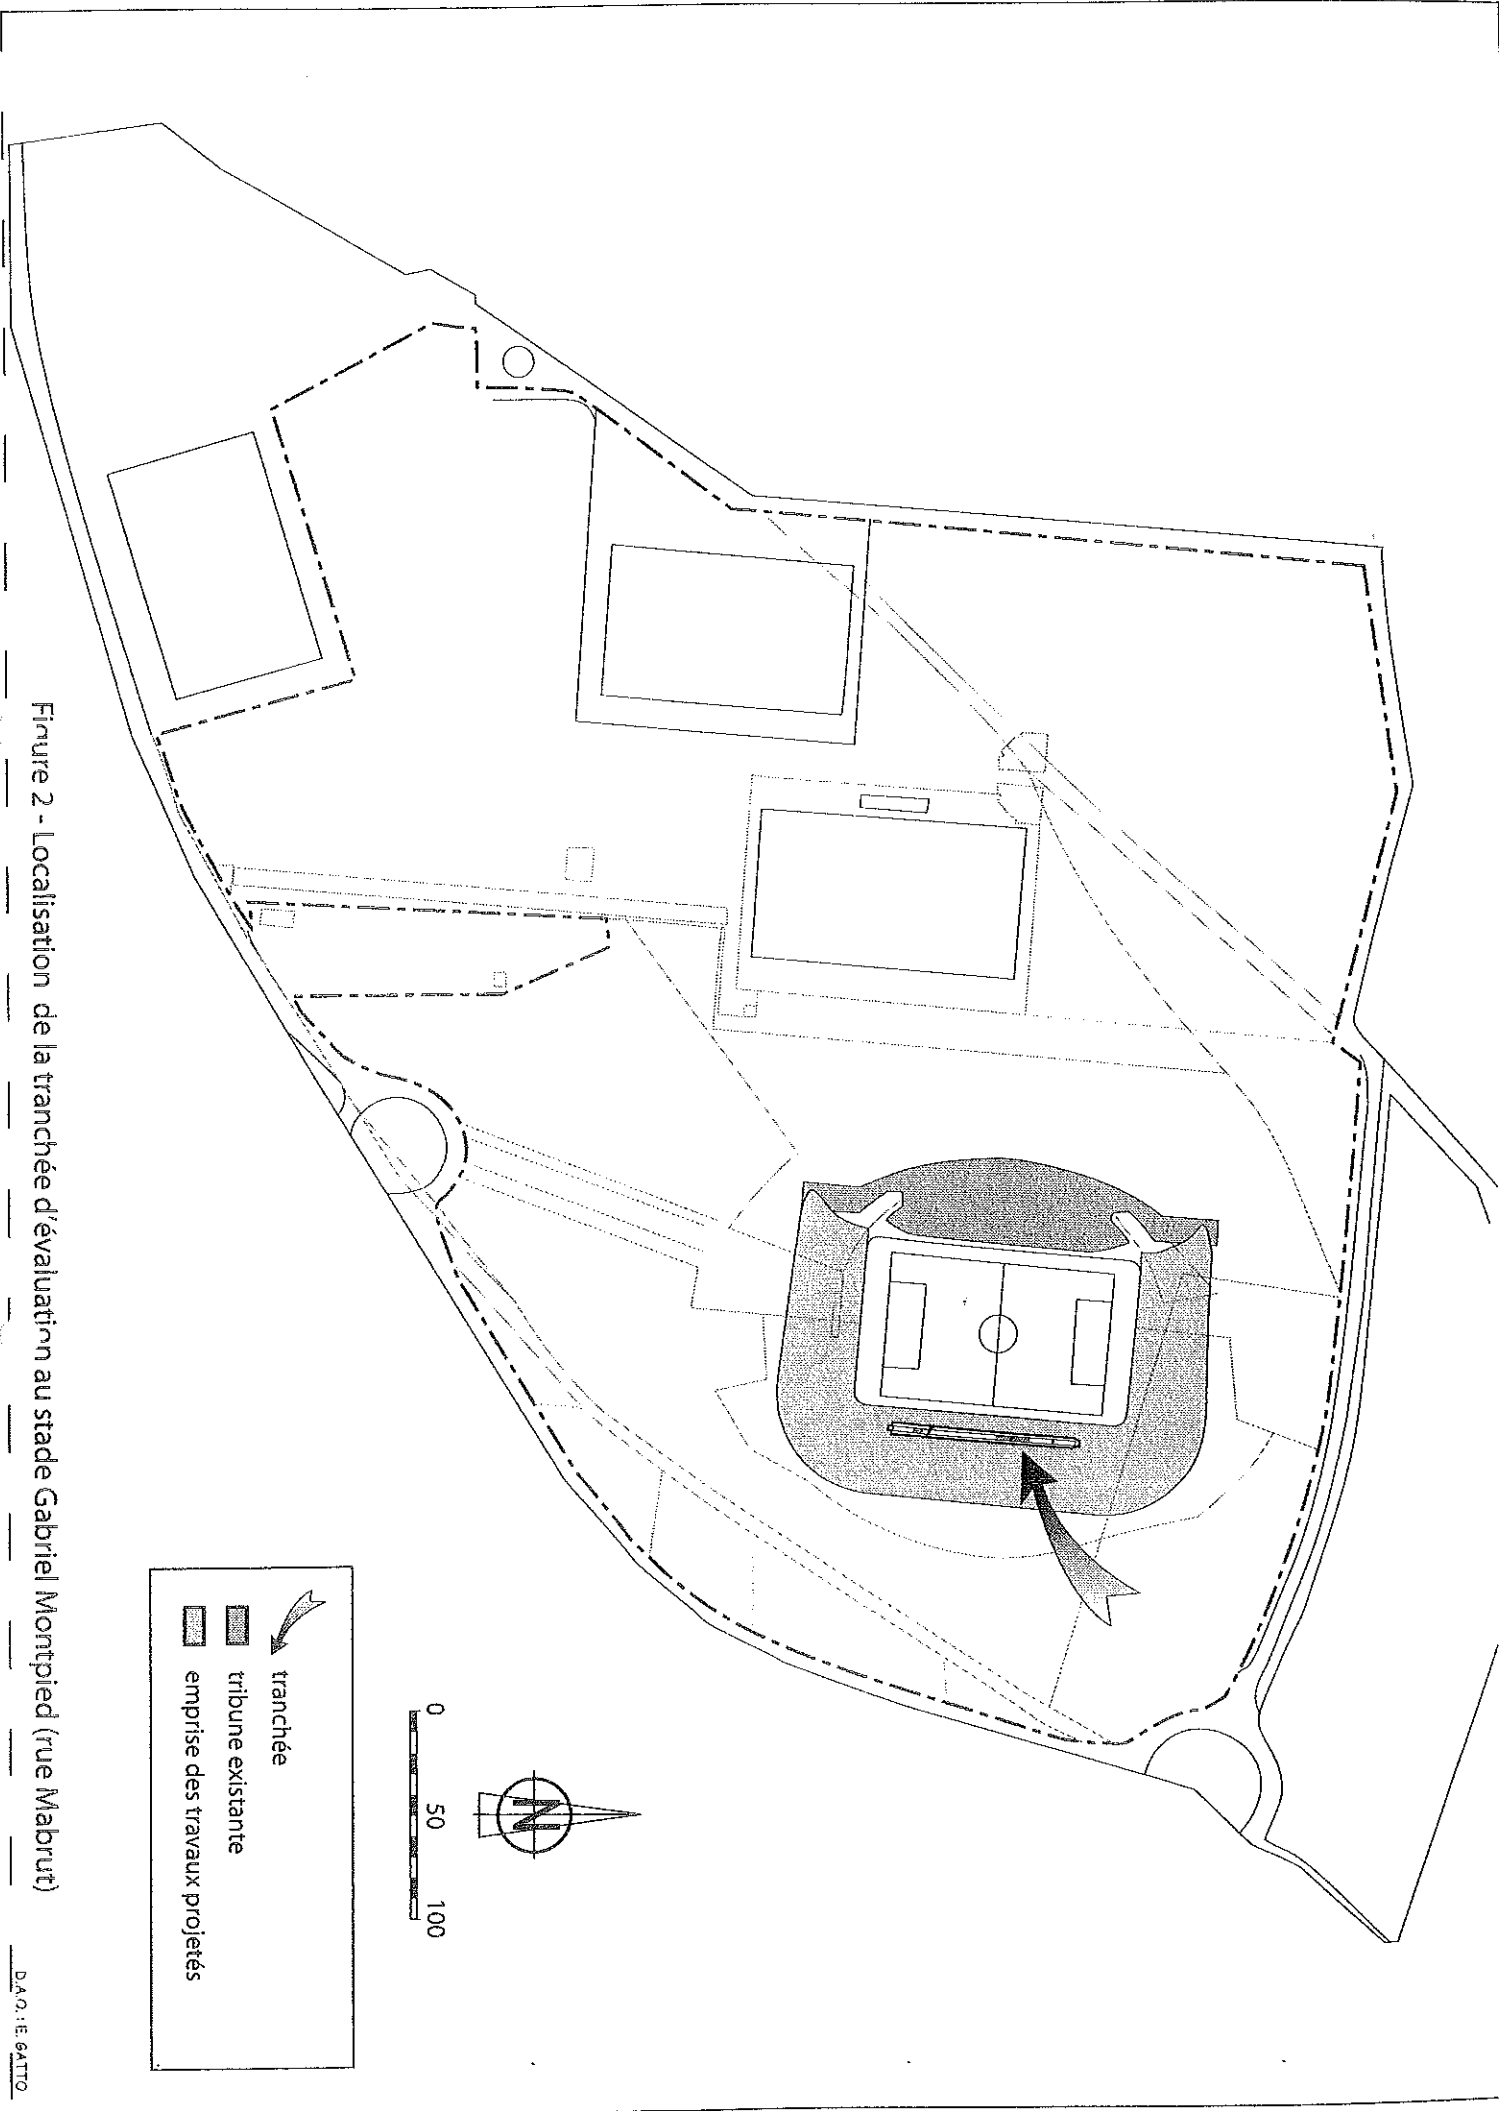 N
0 50 100
tranchée
tribune existante
emprise des travaux projetés
Figure 2 - Localisation de la tranchée d'évaluation au stade Gabriel Montpied (rue Mabrut)
D.A.O. : E. GATTO